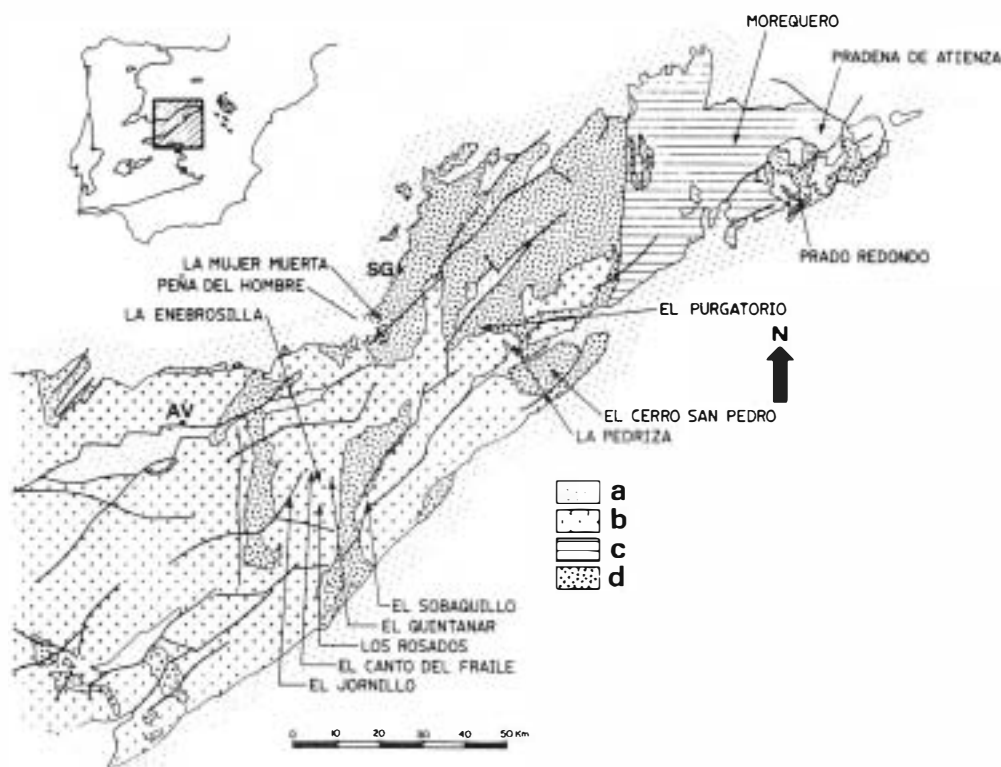 MOREQUERO
PRADENA DE ATIENZA
LA MUJER MUERTA
SG
PEÑA DEL HOMBRE
PRADO REDONDO
LA ENEBROSILLA
EL PURGATORIO
N
AV
EL CERRO SAN PEDRO
LA PEDRIZA
a
b
c
d
EL SOBAQUILLO
EL QUINTANAR
LOS ROSADOS
EL CANTO DEL FRAILE
EL JORNILLO
0 10 20 30 40 50 Km